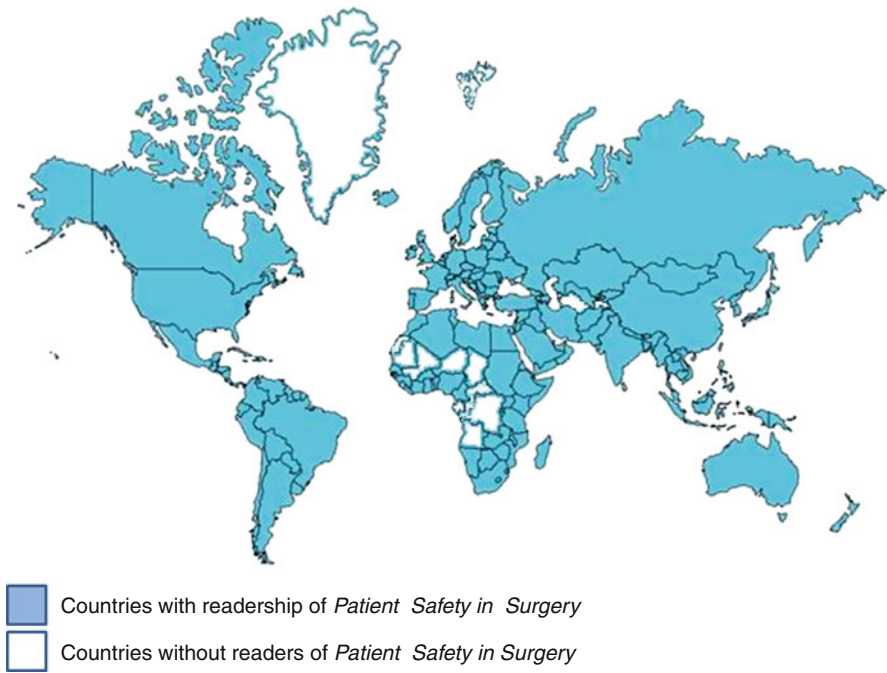 Countries with readership of Patient Safety in Surgery
Countries without readers of Patient Safety in Surgery